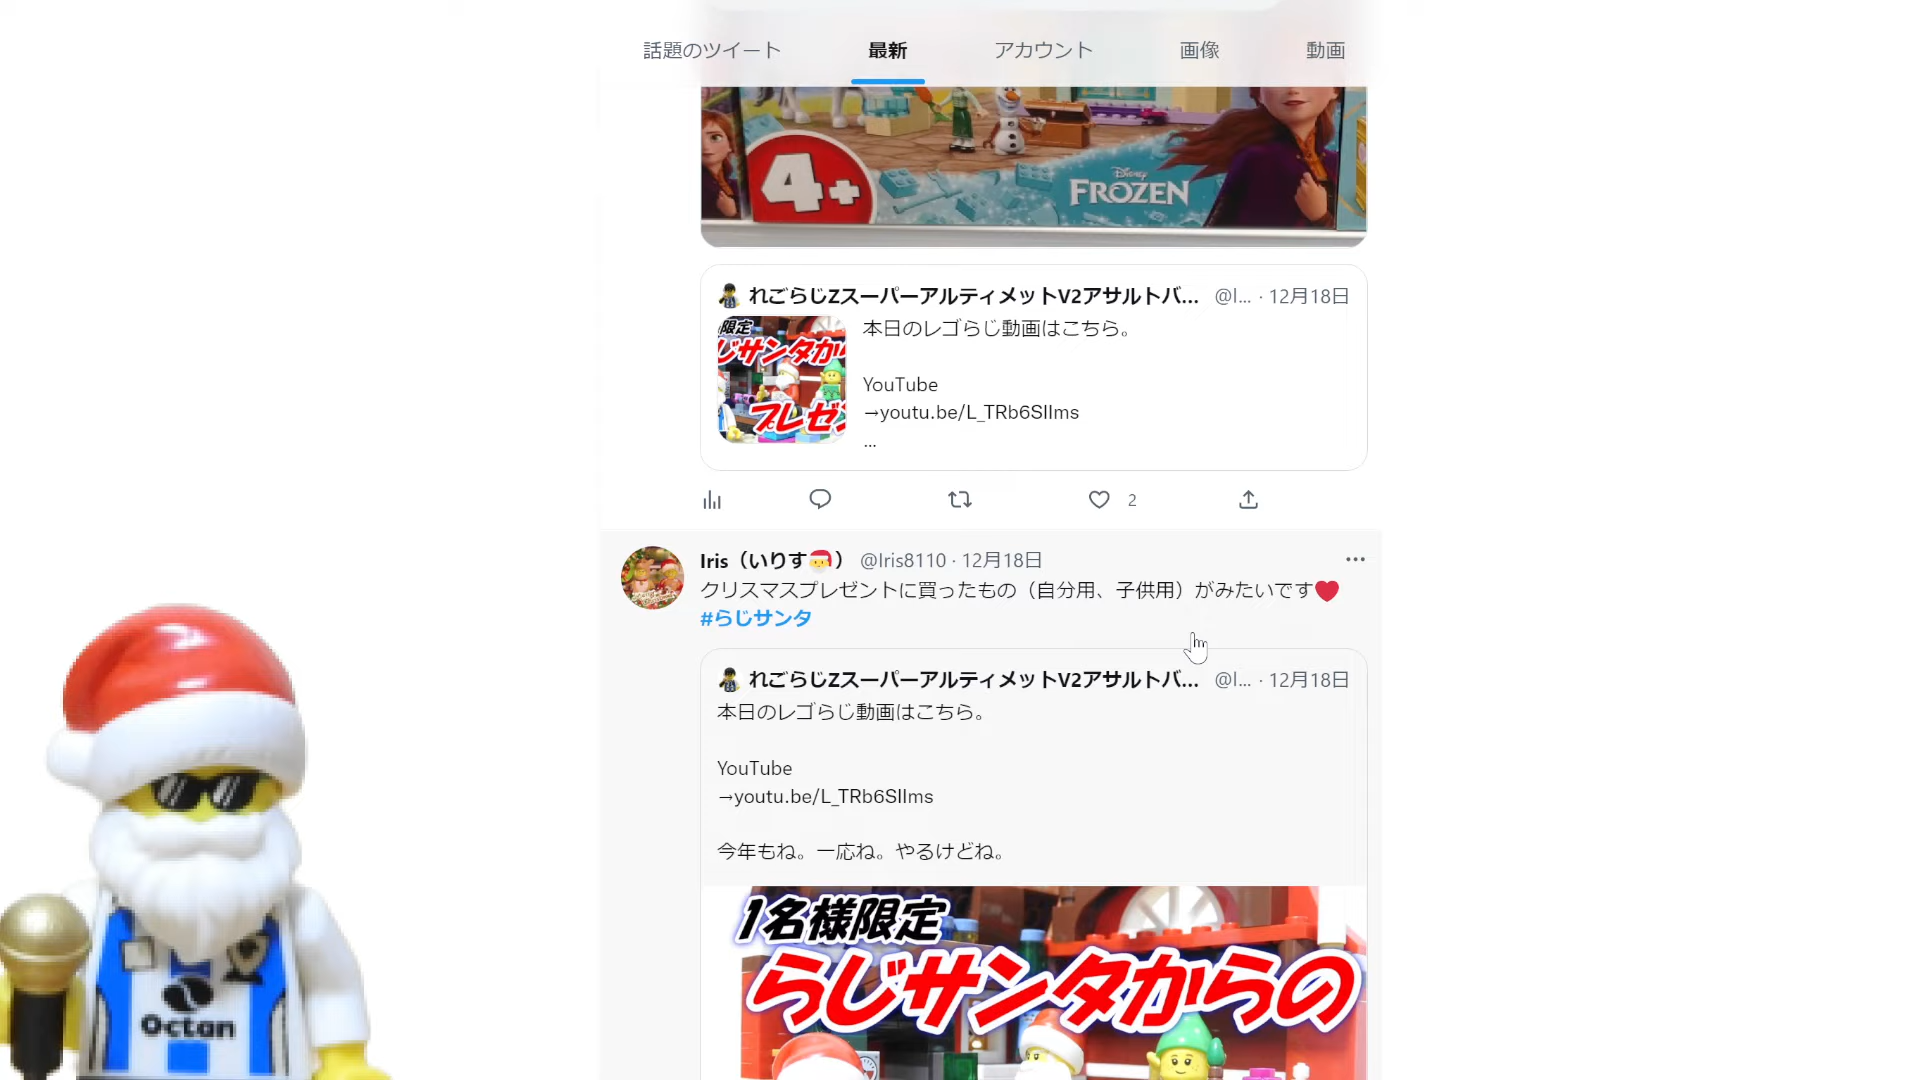 話題のツイート
最新
アカウント
画像
動画
4+
Disney
FROZEN
れごらじZスーパーアルティメットV2アサルトバ... @l... · 12月18日
限定
じサンタか
プレゼ
本日のレゴらじ動画はこちら。
YouTube
→youtu.be/L_TRb6SIIms
...
2
Iris（いりす🎅） @Iris8110 · 12月18日
クリスマスプレゼントに買ったもの（自分用、子供用）がみたいです❤
#らじサンタ
れごらじZスーパーアルティメットV2アサルトバ... @l... · 12月18日
本日のレゴらじ動画はこちら。
YouTube
→youtu.be/L_TRb6SIIms
今年もね。一応ね。やるけどね。
1名様限定
らじサンタからの
Octan